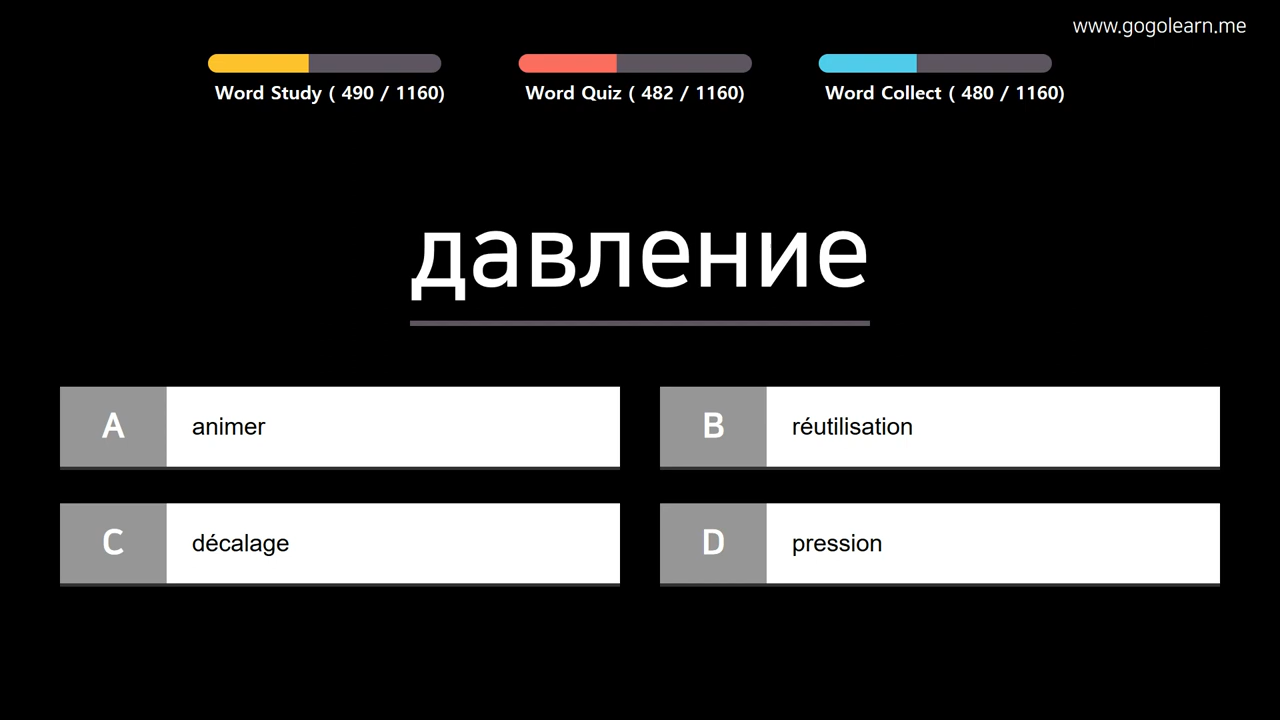 www.gogolearn.me
Word Study ( 490 / 1160)
Word Quiz ( 482 / 1160)
Word Collect ( 480 / 1160)
давление
A animer
B réutilisation
C décalage
D pression